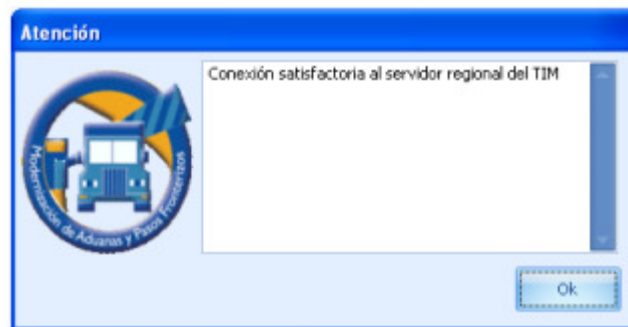 Atención
Conexión satisfactoria al servidor regional del TIM
Modernización de Aduanas y Pasos Fronterizos
Ok